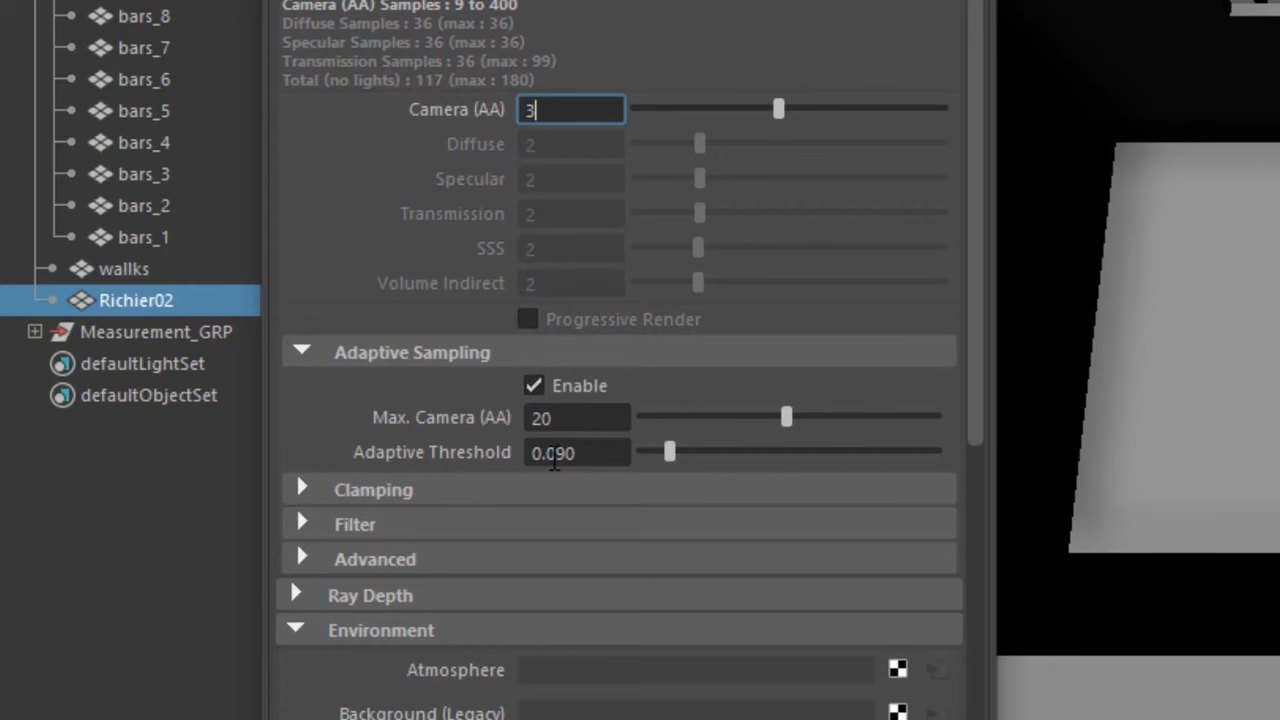 bars_8
bars_7
bars_6
bars_5
bars_4
bars_3
bars_2
bars_1
wallks
Richier02
Measurement_GRP
defaultLightSet
defaultObjectSet
Camera (AA) Samples : 9 to 400
Diffuse Samples : 36 (max : 36)
Specular Samples : 36 (max : 36)
Transmission Samples : 36 (max : 99)
Total (no lights) : 117 (max : 180)
Camera (AA) 3
Diffuse 2
Specular 2
Transmission 2
SSS 2
Volume Indirect 2
Progressive Render
Adaptive Sampling
Enable
Max. Camera (AA) 20
Adaptive Threshold 0.090
Clamping
Filter
Advanced
Ray Depth
Environment
Atmosphere
Background (Legacy)